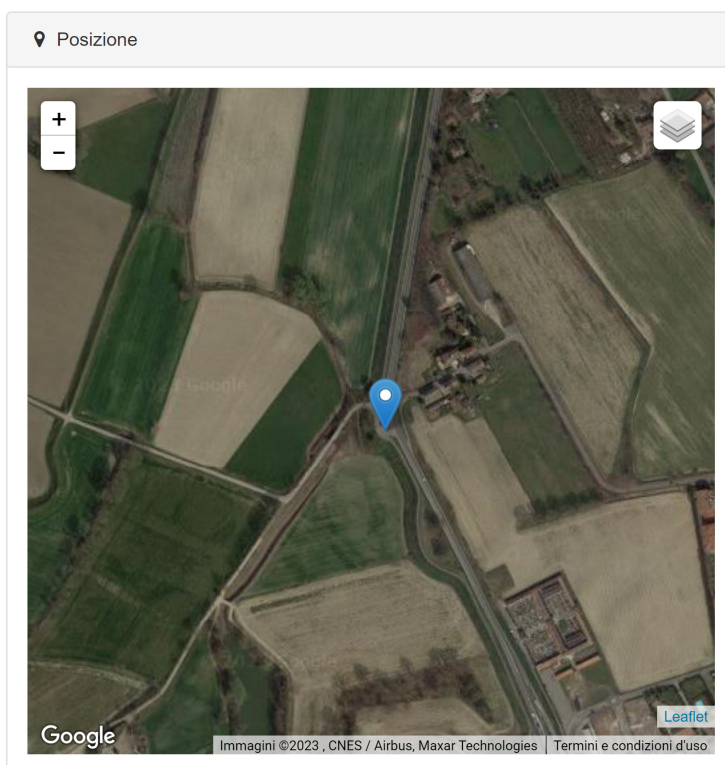 Posizione
+
−
Leaflet
Google
Immagini ©2023 , CNES / Airbus, Maxar Technologies
Termini e condizioni d'uso